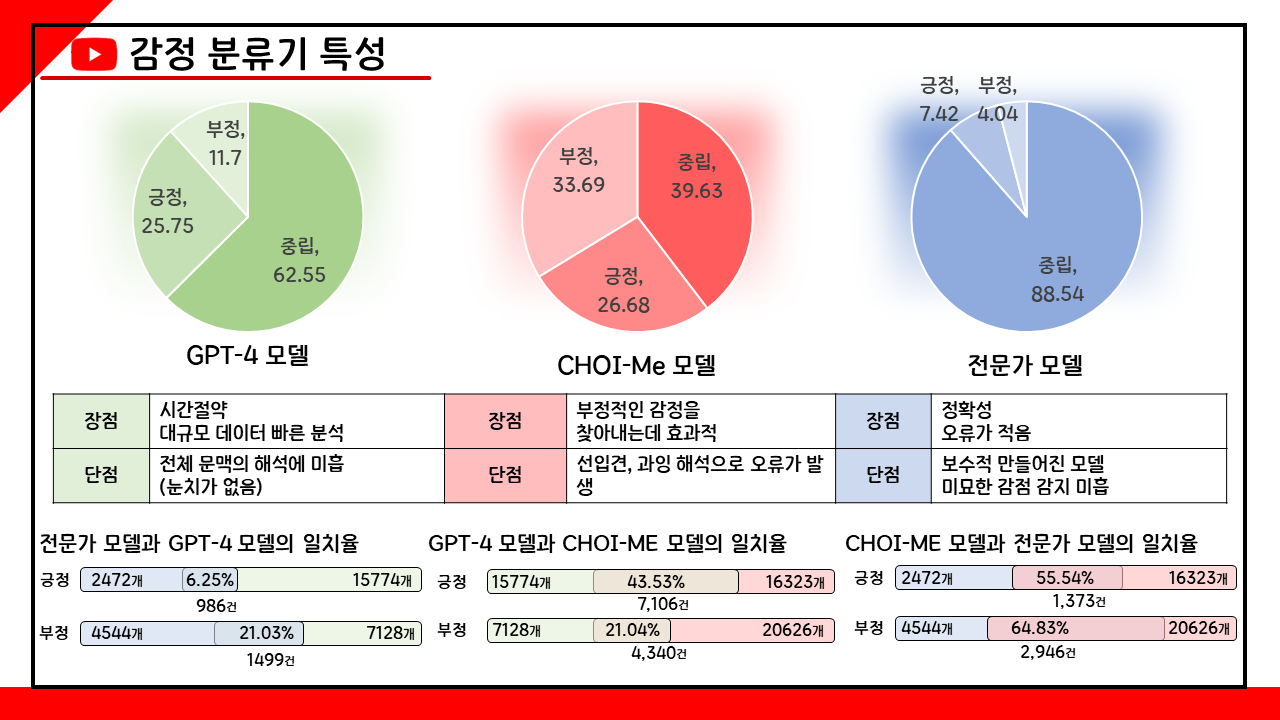 감정 분류기 특성
부정,
11.7
긍정,
25.75
중립,
62.55
GPT-4 모델
부정,
33.69
중립,
39.63
긍정,
26.68
CHOI-Me 모델
긍정,
7.42
부정,
4.04
중립,
88.54
전문가 모델
장점
시간절약
대규모 데이터 빠른 분석
장점
부정적인 감정을
찾아내는데 효과적
장점
정확성
오류가 적음
단점
전체 문맥의 해석에 미흡
(눈치가 없음)
단점
선입견, 과잉 해석으로 오류가 발
생
단점
보수적 만들어진 모델
미묘한 감점 감지 미흡
전문가 모델과 GPT-4 모델의 일치율
긍정 2472개 6.25% 15774개
986건
부정 4544개 21.03% 7128개
1499건
GPT-4 모델과 CHOI-ME 모델의 일치율
긍정 15774개 43.53% 16323개
7,106건
부정 7128개 21.04% 20626개
4,340건
CHOI-ME 모델과 전문가 모델의 일치율
긍정 2472개 55.54% 16323개
1,373건
부정 4544개 64.83% 20626개
2,946건